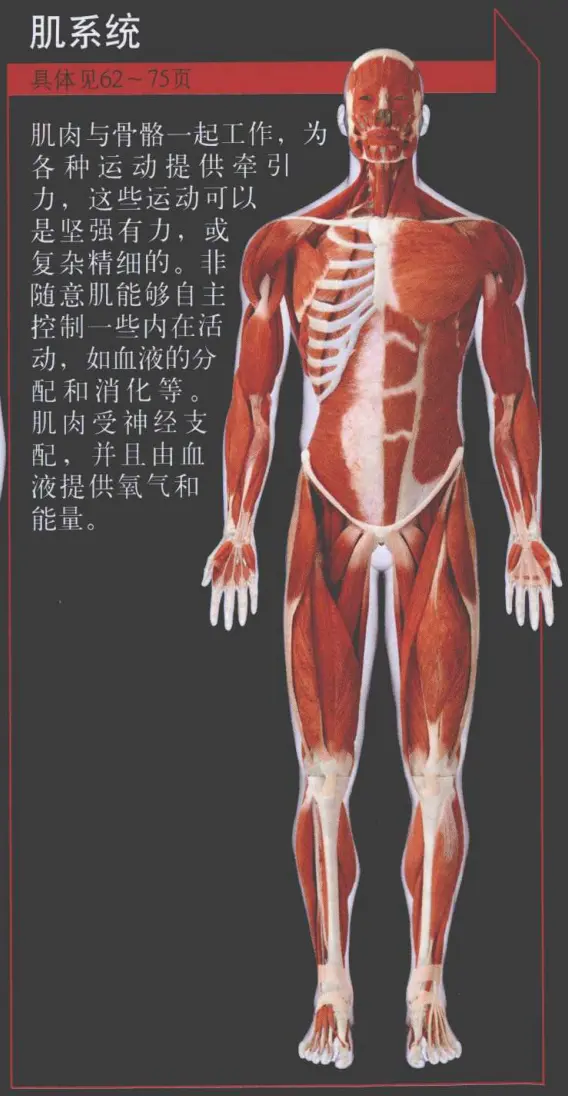 肌系统
具体见62～75页
肌肉与骨骼一起工作，为
各种运动提供牵引
力，这些运动可以
是坚强有力，或
复杂精细的。非
随意肌能够自主
控制一些内在活
动，如血液的分
配和消化等。
肌肉受神经支
配，并且由血
液提供氧气和
能量。